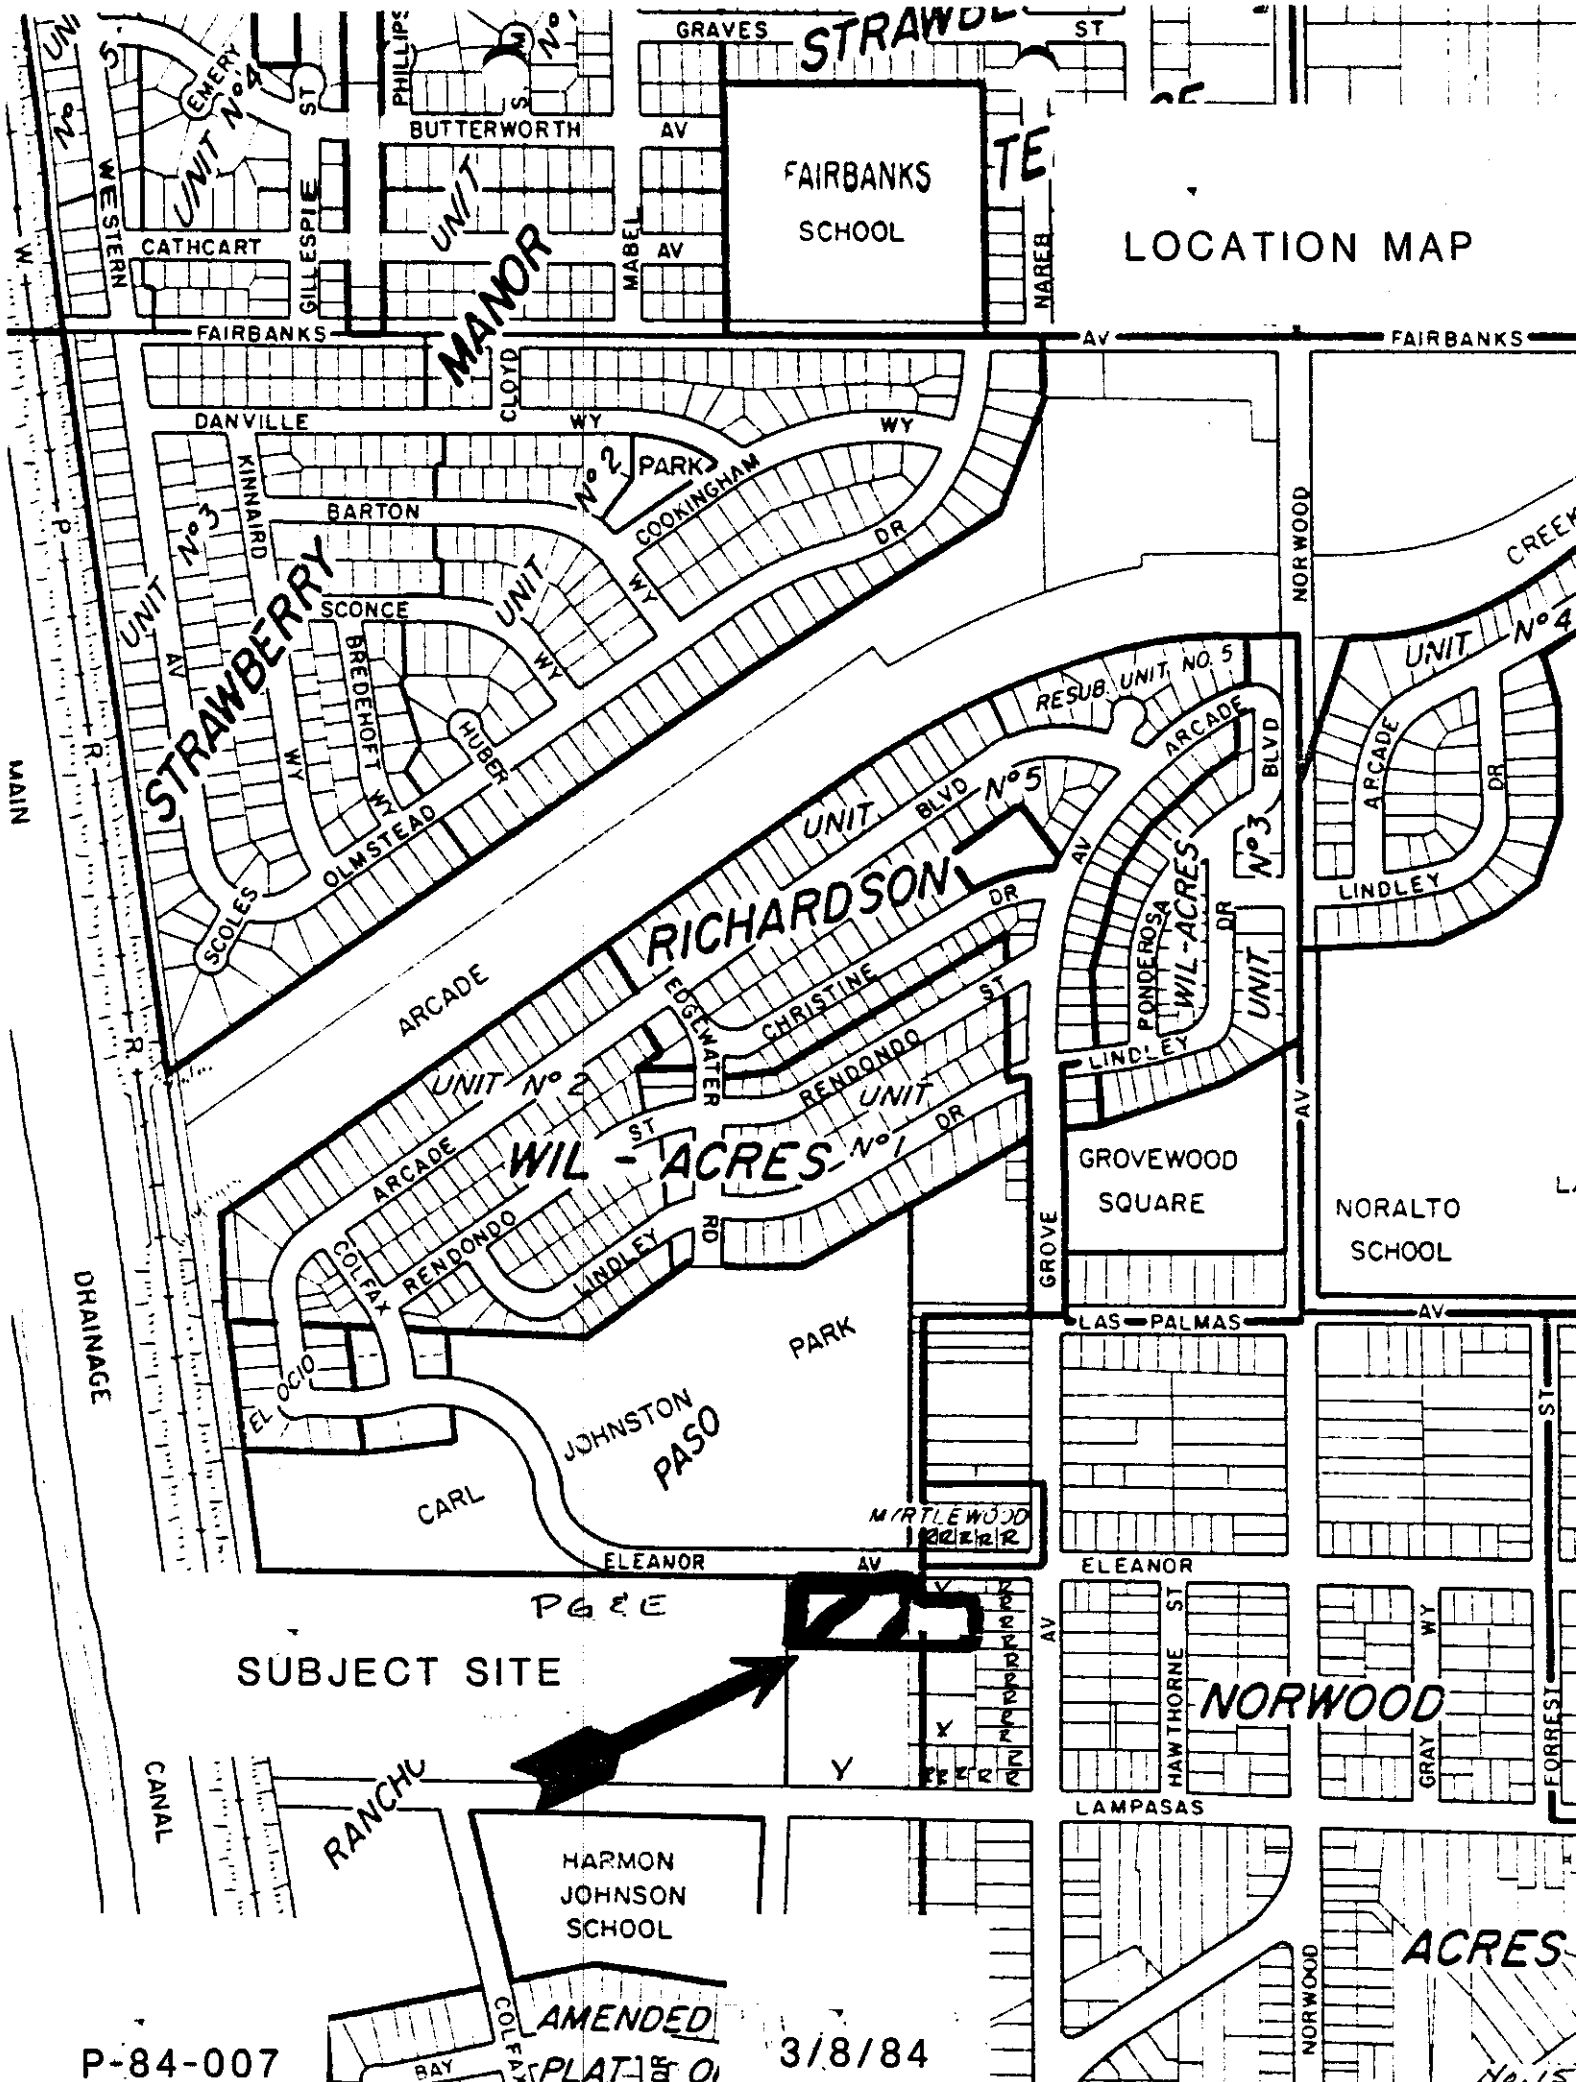 GRAVES
ST
EMERY
UNIT Nº 4
ST
PHILLIPS
BUTTERWORTH
AV
FAIRBANKS
SCHOOL
LOCATION MAP
WESTERN
CATHCART
GILLESPIE
UNIT
MANOR
MABEL
AV
NAREB
FAIRBANKS
AV
FAIRBANKS
CLOYD
DANVILLE
WY
WY
KINNAIRD
Nº 2
PARK
COOKINGHAM
BARTON
DR
NORWOOD
CREEK
UNIT
Nº 3
STRAWBERRY
SCONCE
UNIT
WY
WY
AV
BREDEHOFT
WY
WY
HUBER
OLMSTEAD
SCOLES
W
P
R
R
MAIN
DRAINAGE
CANAL
RESUB. UNIT NO. 5
ARCADE
BLVD
UNIT Nº 4
ARCADE
DR
LINDLEY
UNIT
BLVD
Nº 5
RICHARDSON
AV
DR
Nº 3
PONDEROSA
WIL-ACRES
DR
UNIT
ARCADE
EDGEWATER
CHRISTINE
ST
RENDONDO
LINDLEY
UNIT Nº 2
UNIT
DR
ST
ARCADE
WIL - ACRES
Nº 1
AV
GROVEWOOD
SQUARE
NORALTO
SCHOOL
COLFAX
RENDONDO
LINDLEY
RD
GROVE
LAS PALMAS
AV
EL OCIO
PARK
JOHNSTON
PASO
CARL
ST
MYRTLEWOOD
R R R R R
ELEANOR
AV
ELEANOR
PG & E
Y
SUBJECT SITE
AV
ST
WY
HAWTHORNE
NORWOOD
GRAY
FORREST
Y
Y
RANCHO
LAMPASAS
HARMON
JOHNSON
SCHOOL
ACRES
NORWOOD
COLFAX
AMENDED
BAY
PLAT
P-84-007
3/8/84